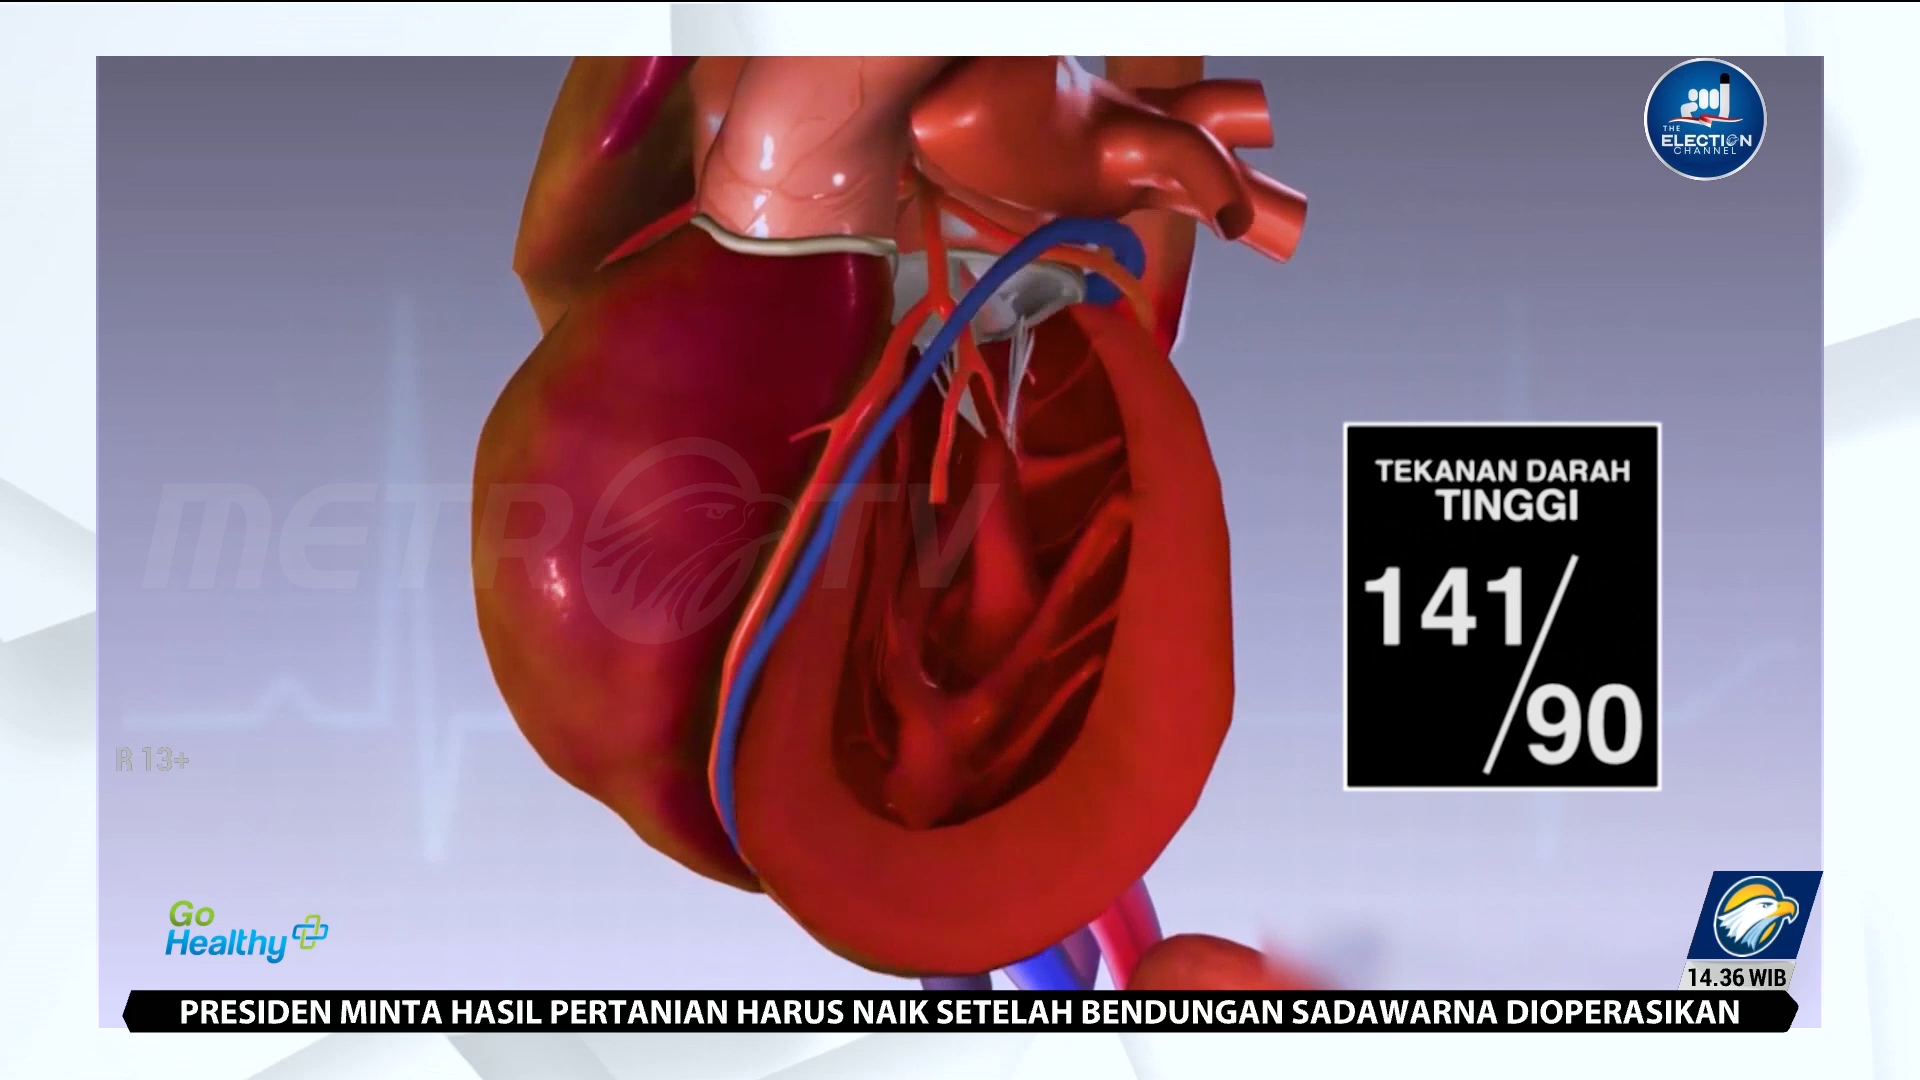 THE
ELECTION
CHANNEL
TEKANAN DARAH
TINGGI
141/
90
METRO TV
R 13+
Go
Healthy
14.36 WIB
PRESIDEN MINTA HASIL PERTANIAN HARUS NAIK SETELAH BENDUNGAN SADAWARNA DIOPERASIKAN